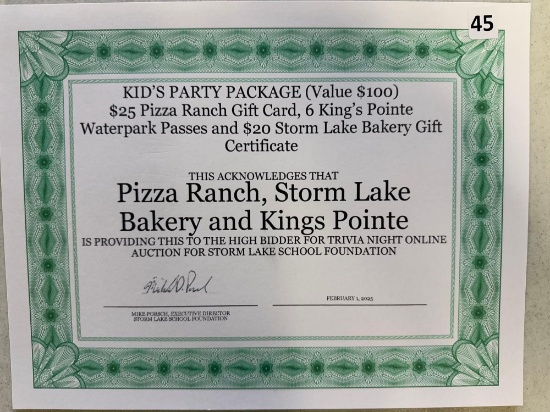 45
KID'S PARTY PACKAGE (Value $100)
$25 Pizza Ranch Gift Card, 6 King's Pointe
Waterpark Passes and $20 Storm Lake Bakery Gift
Certificate
THIS ACKNOWLEDGES THAT
Pizza Ranch, Storm Lake
Bakery and Kings Pointe
IS PROVIDING THIS TO THE HIGH BIDDER FOR TRIVIA NIGHT ONLINE
AUCTION FOR STORM LAKE SCHOOL FOUNDATION
FEBRUARY 1, 2025
MIKE PORSCH, EXECUTIVE DIRECTOR
STORM LAKE SCHOOL FOUNDATION